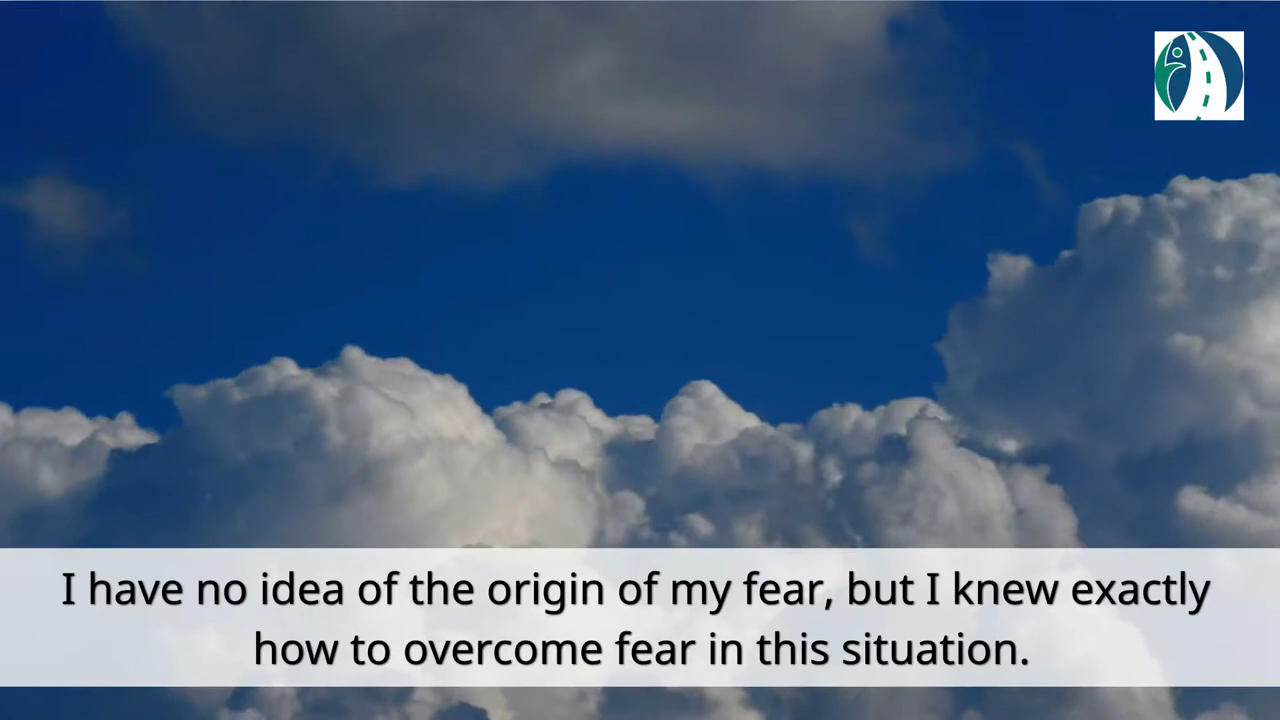 I have no idea of the origin of my fear, but I knew exactly
how to overcome fear in this situation.